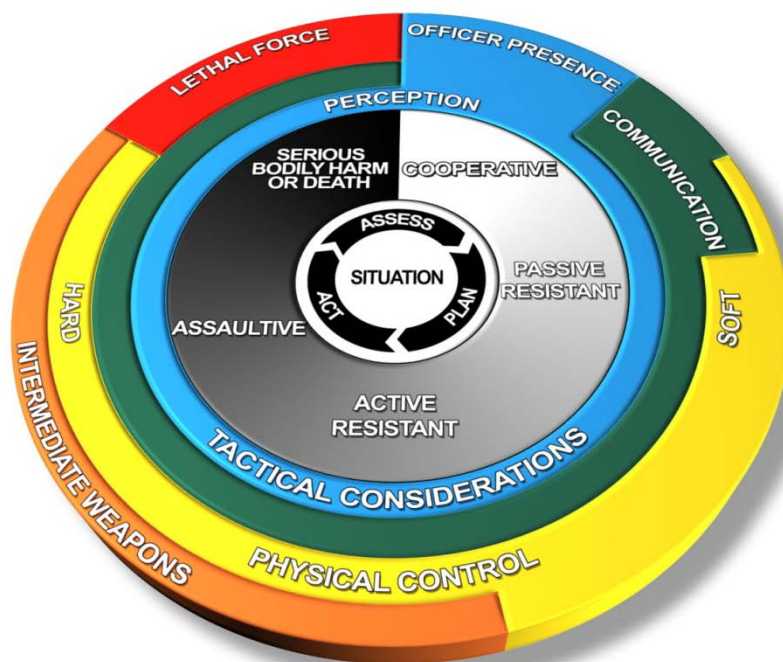 LETHAL FORCE
OFFICER PRESENCE
COMMUNICATION
SOFT
PHYSICAL CONTROL
HARD
INTERMEDIATE WEAPONS
PERCEPTION
TACTICAL CONSIDERATIONS
SERIOUS
BODILY HARM
OR DEATH
COOPERATIVE
PASSIVE
RESISTANT
ACTIVE
RESISTANT
ASSAULTIVE
ASSESS
PLAN
ACT
SITUATION